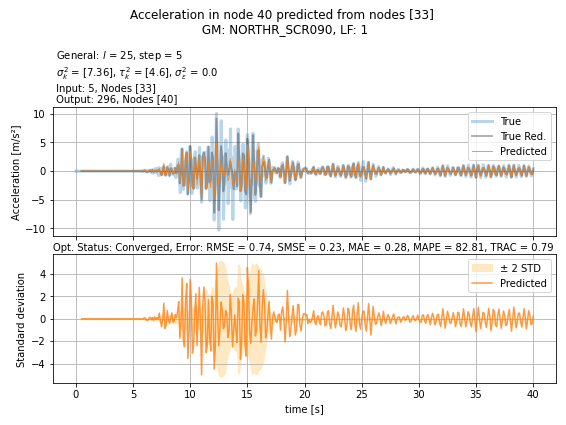 Acceleration in node 40 predicted from nodes [33]
GM: NORTHR_SCR090, LF: 1
General: l = 25, step = 5
σ_k^2 = [7.36], τ_k^2 = [4.6], σ_ε^2 = 0.0
Input: 5, Nodes [33]
Output: 296, Nodes [40]
Acceleration [m/s²]
10
5
0
−5
−10
True
True Red.
Predicted
Opt. Status: Converged, Error: RMSE = 0.74, SMSE = 0.23, MAE = 0.28, MAPE = 82.81, TRAC = 0.79
Standard deviation
4
2
0
−2
−4
± 2 STD
Predicted
0 5 10 15 20 25 30 35 40
time [s]